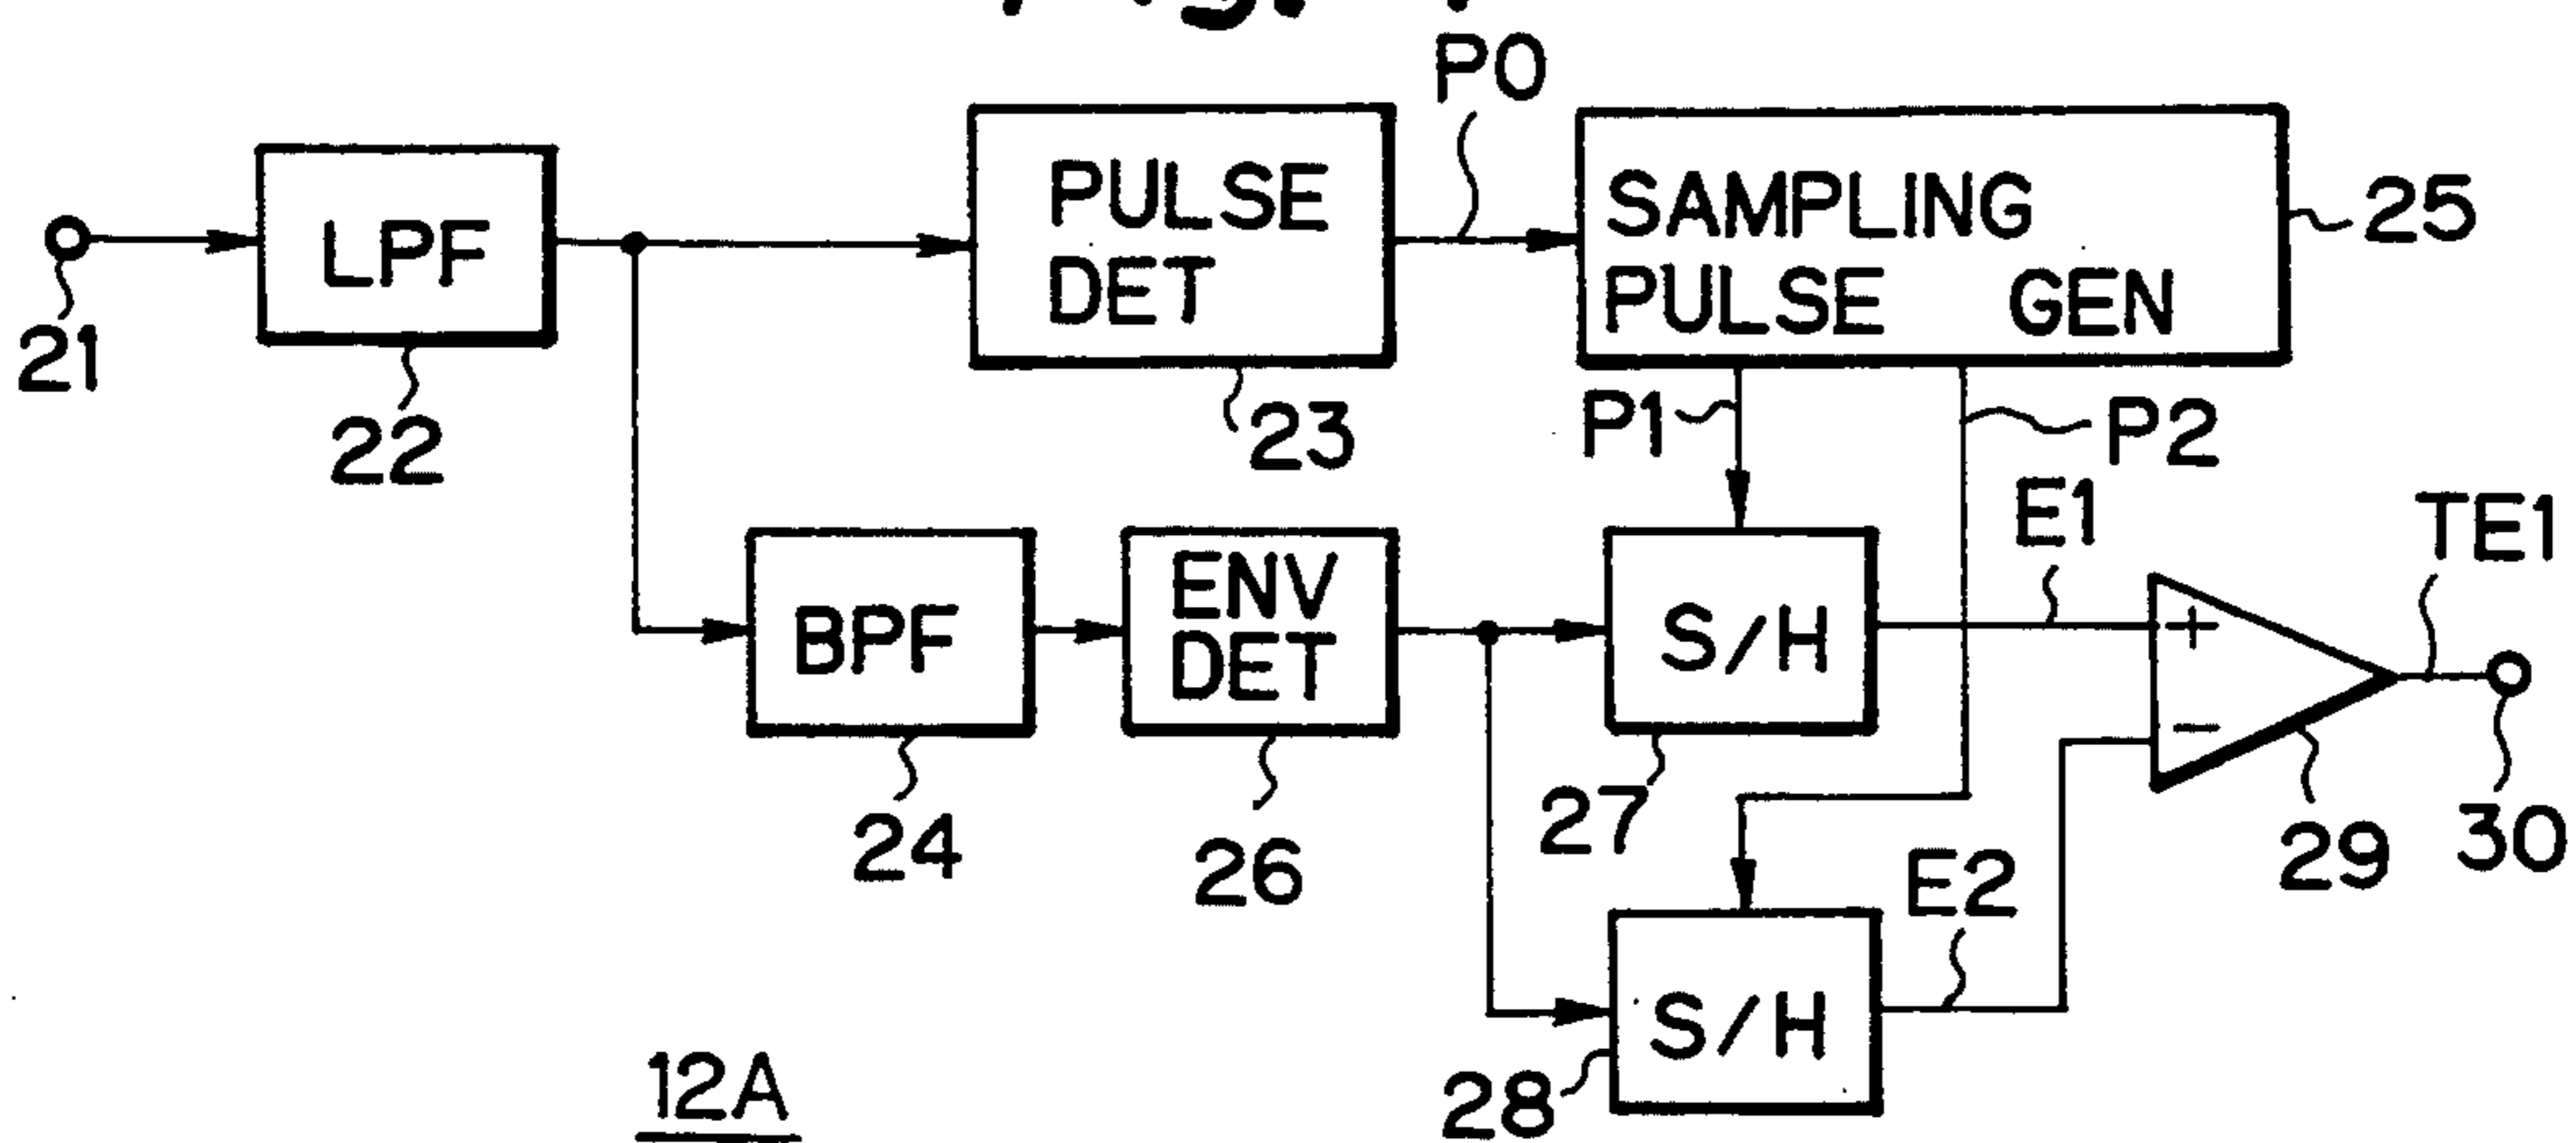 P0
LPF
PULSE
DET
SAMPLING
PULSE GEN
25
21
22
23
P1
P2
E1
TE1
BPF
ENV
DET
S/H
+
−
24
26
27
29
30
E2
S/H
28
12A